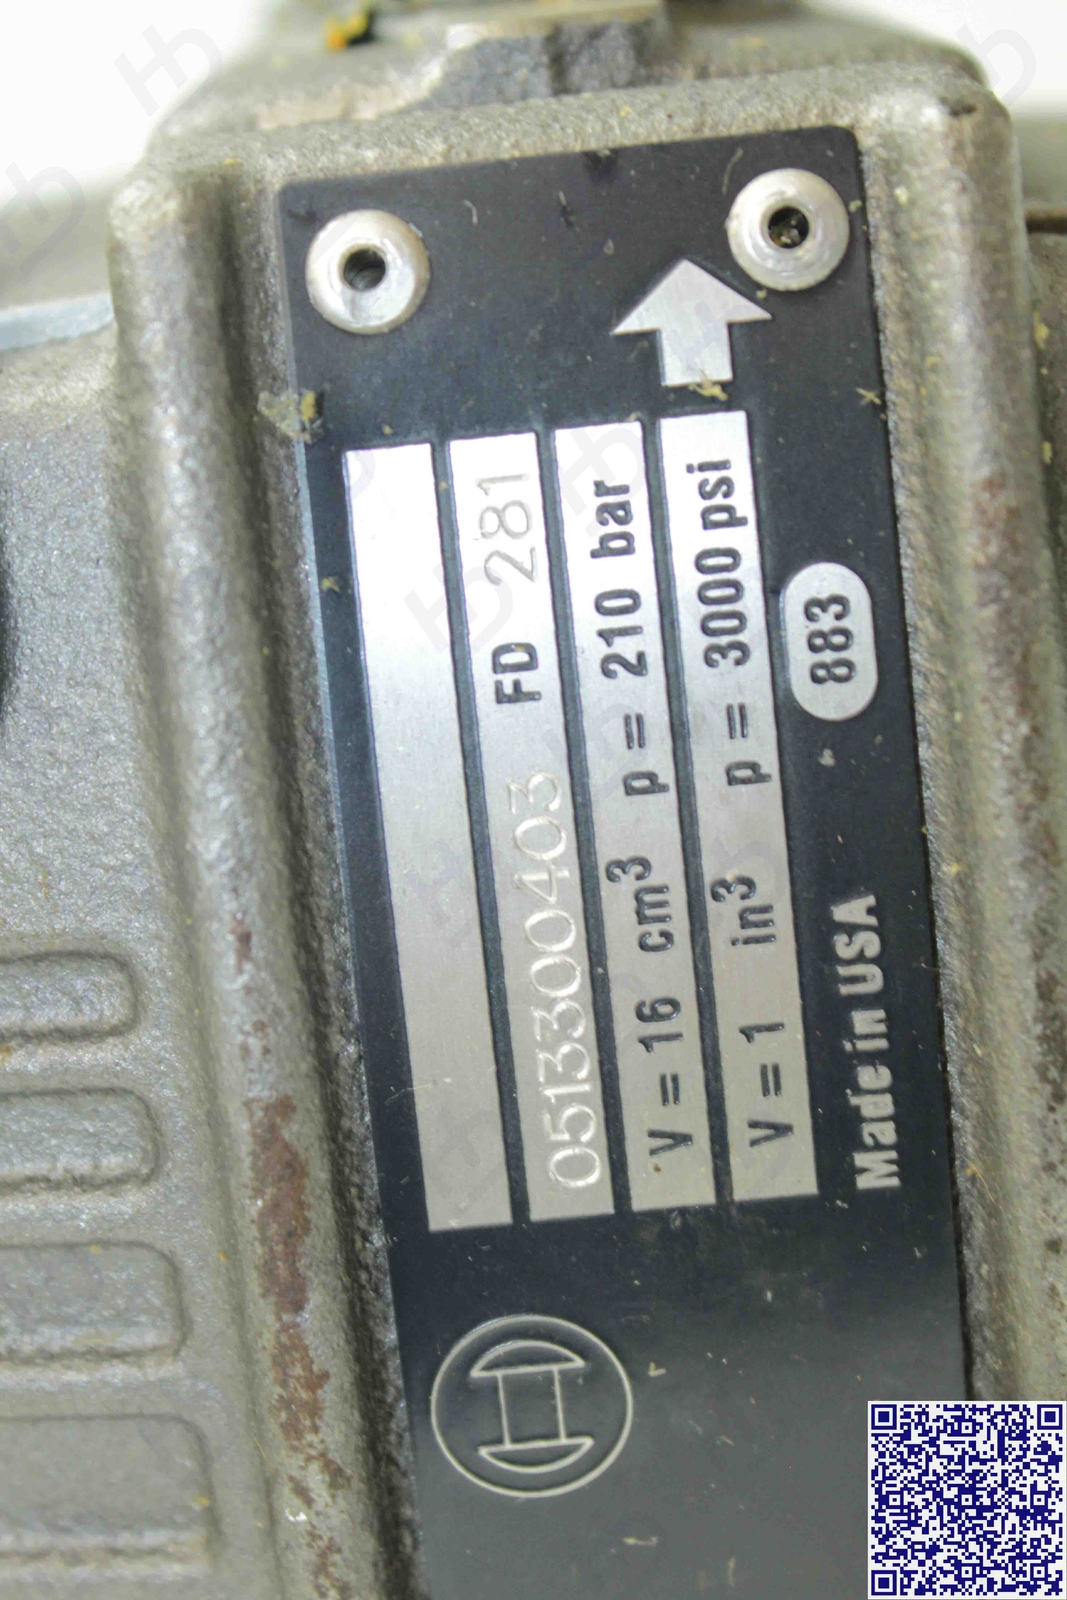 0513300403 FD 281
V = 16 cm³ p = 210 bar
V = 1 in³ p = 3000 psi
883
Made in USA